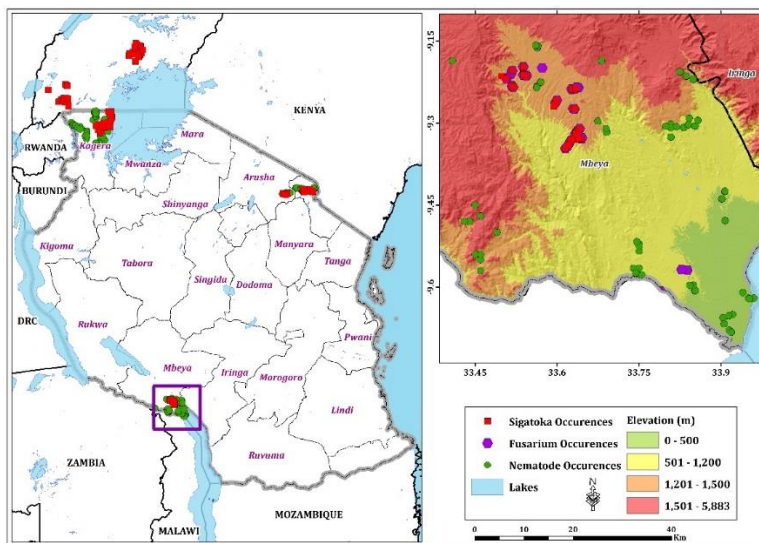 KENYA
RWANDA
Kagera
Mara
BURUNDI
Mwanza
Arusha
Shinyanga
Kigoma
Manyara
Tabora
Singida
Dodoma
Tanga
DRC
Rukwa
Pwani
Mbeya
Iringa
Morogoro
Lindi
ZAMBIA
Ruvuma
MALAWI
MOZAMBIQUE
-9.15
Iringa
-9.3
Mbeya
-9.45
-9.6
33.45
33.6
33.75
33.9
Sigatoka Occurences
Fusarium Occurences
Nematode Occurences
Lakes
N
Elevation (m)
0 - 500
501 - 1,200
1,201 - 1,500
1,501 - 5,883
0
10
20
40
Km